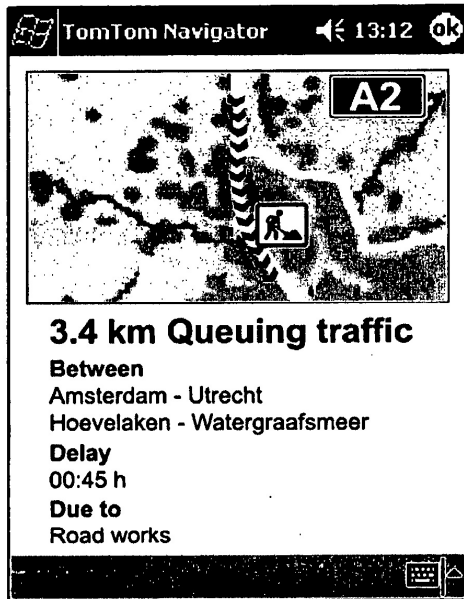 TomTom Navigator 13:12 ok
A2
3.4 km Queuing traffic
Between
Amsterdam - Utrecht
Hoevelaken - Watergraafsmeer
Delay
00:45 h
Due to
Road works